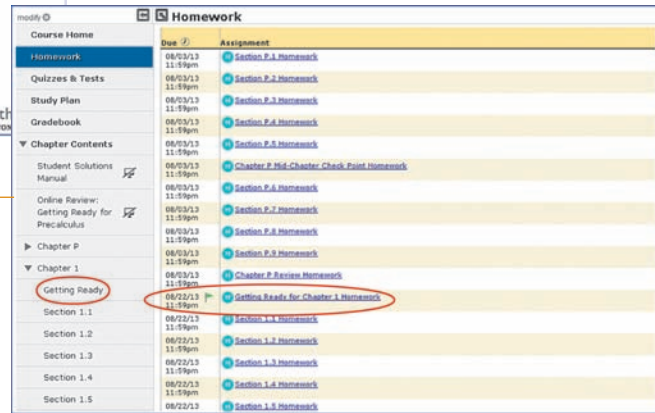 modify
Homework
Course Home
Homework
Quizzes & Tests
Study Plan
Gradebook
Chapter Contents
Student Solutions
Manual
Online Review:
Getting Ready for
Precalculus
Chapter P
Chapter 1
Getting Ready
Section 1.1
Section 1.2
Section 1.3
Section 1.4
Section 1.5
Due Assignment
08/03/13 Section P.1 Homework
11:59pm
08/03/13 Section P.2 Homework
11:59pm
08/03/13 Section P.3 Homework
11:59pm
08/03/13 Section P.4 Homework
11:59pm
08/03/13 Section P.5 Homework
11:59pm
08/03/13 Chapter P Mid-Chapter Check Point Homework
11:59pm
08/03/13 Section P.6 Homework
11:59pm
08/03/13 Section P.7 Homework
11:59pm
08/03/13 Section P.8 Homework
11:59pm
08/03/13 Section P.9 Homework
11:59pm
08/03/13 Chapter P Review Homework
11:59pm
08/22/13 Getting Ready for Chapter 1 Homework
11:59pm
08/22/13 Section 1.1 Homework
11:59pm
08/22/13 Section 1.2 Homework
11:59pm
08/22/13 Section 1.3 Homework
11:59pm
08/22/13 Section 1.4 Homework
11:59pm
08/22/13 Section 1.5 Homework